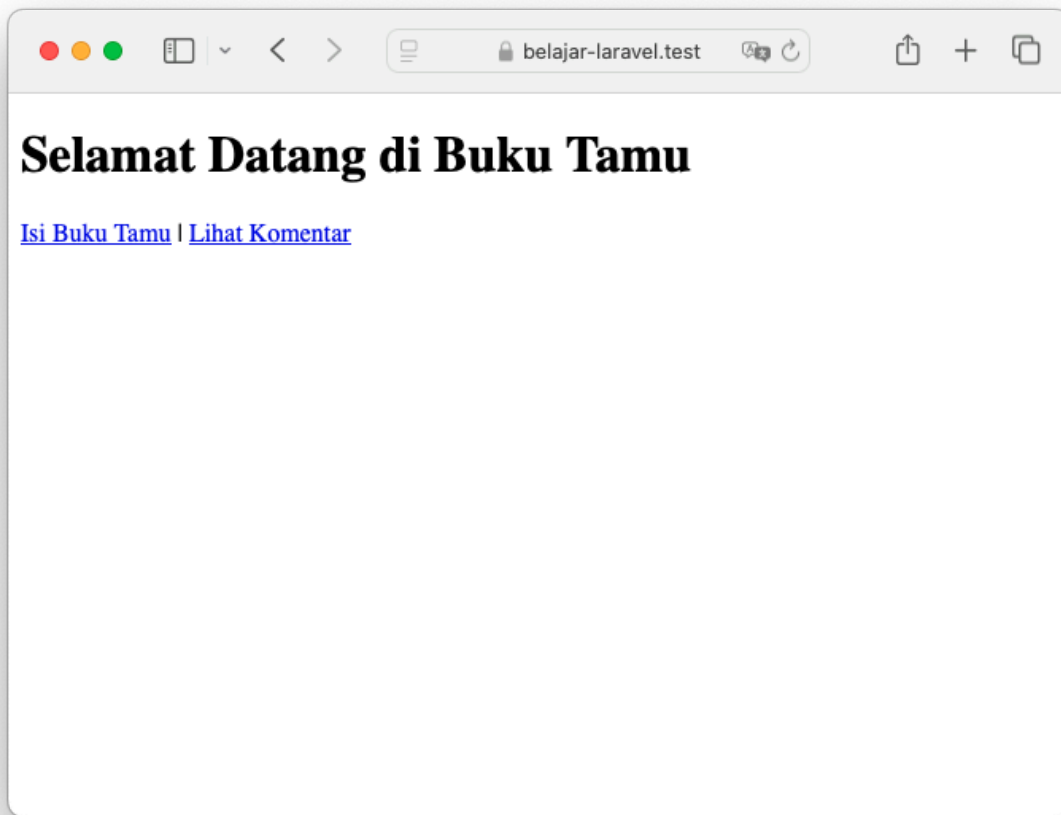 belajar-laravel.test
Selamat Datang di Buku Tamu
Isi Buku Tamu | Lihat Komentar